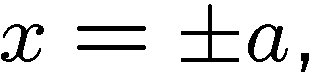 x = ±a,